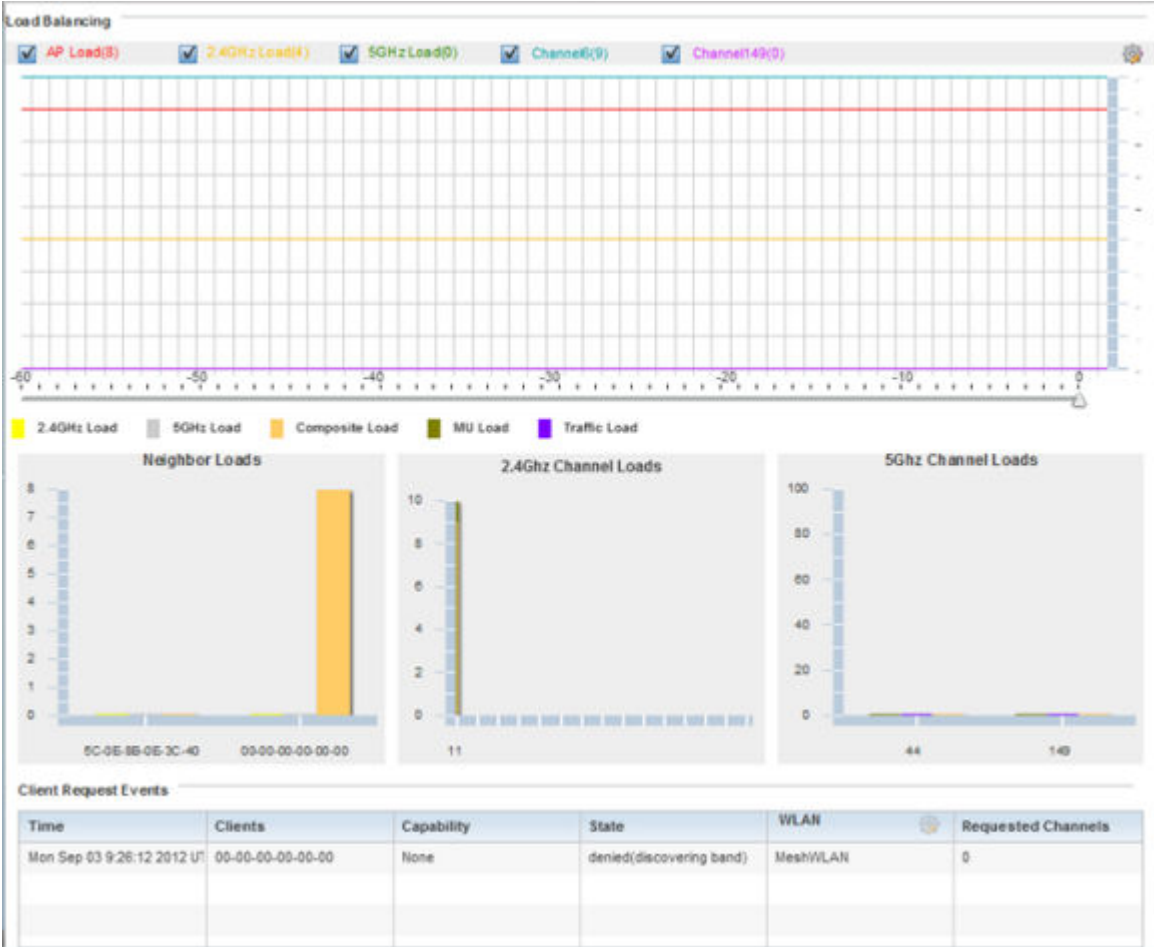 Load Balancing
AP Load(8) 2.4GHz Load(4) 5GHz Load(0) Channel6(9) Channel149(0)
-60 -50 -40 -30 -20 -10 0
2.4GHz Load 5GHz Load Composite Load MU Load Traffic Load
Neighbor Loads
8
7
6
5
4
3
2
1
0
5C-0E-8B-0E-3C-40 00-00-00-00-00-00
2.4Ghz Channel Loads
10
8
6
4
2
0
11
5Ghz Channel Loads
100
80
60
40
20
0
44 149
Client Request Events
Time Clients Capability State WLAN Requested Channels
Mon Sep 03 9:26:12 2012 UT 00-00-00-00-00-00 None denied(discovering band) MeshWLAN 0